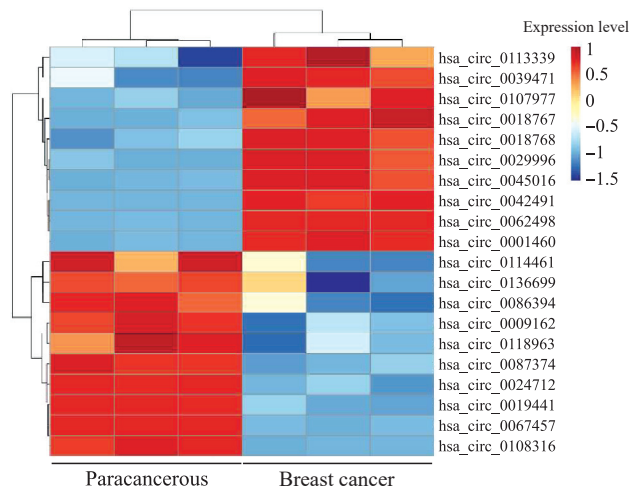 Expression level
hsa_circ_0113339
hsa_circ_0039471
hsa_circ_0107977
hsa_circ_0018767
hsa_circ_0018768
hsa_circ_0029996
hsa_circ_0045016
hsa_circ_0042491
hsa_circ_0062498
hsa_circ_0001460
hsa_circ_0114461
hsa_circ_0136699
hsa_circ_0086394
hsa_circ_0009162
hsa_circ_0118963
hsa_circ_0087374
hsa_circ_0024712
hsa_circ_0019441
hsa_circ_0067457
hsa_circ_0108316
1
0.5
0
−0.5
−1
−1.5
Paracancerous
Breast cancer